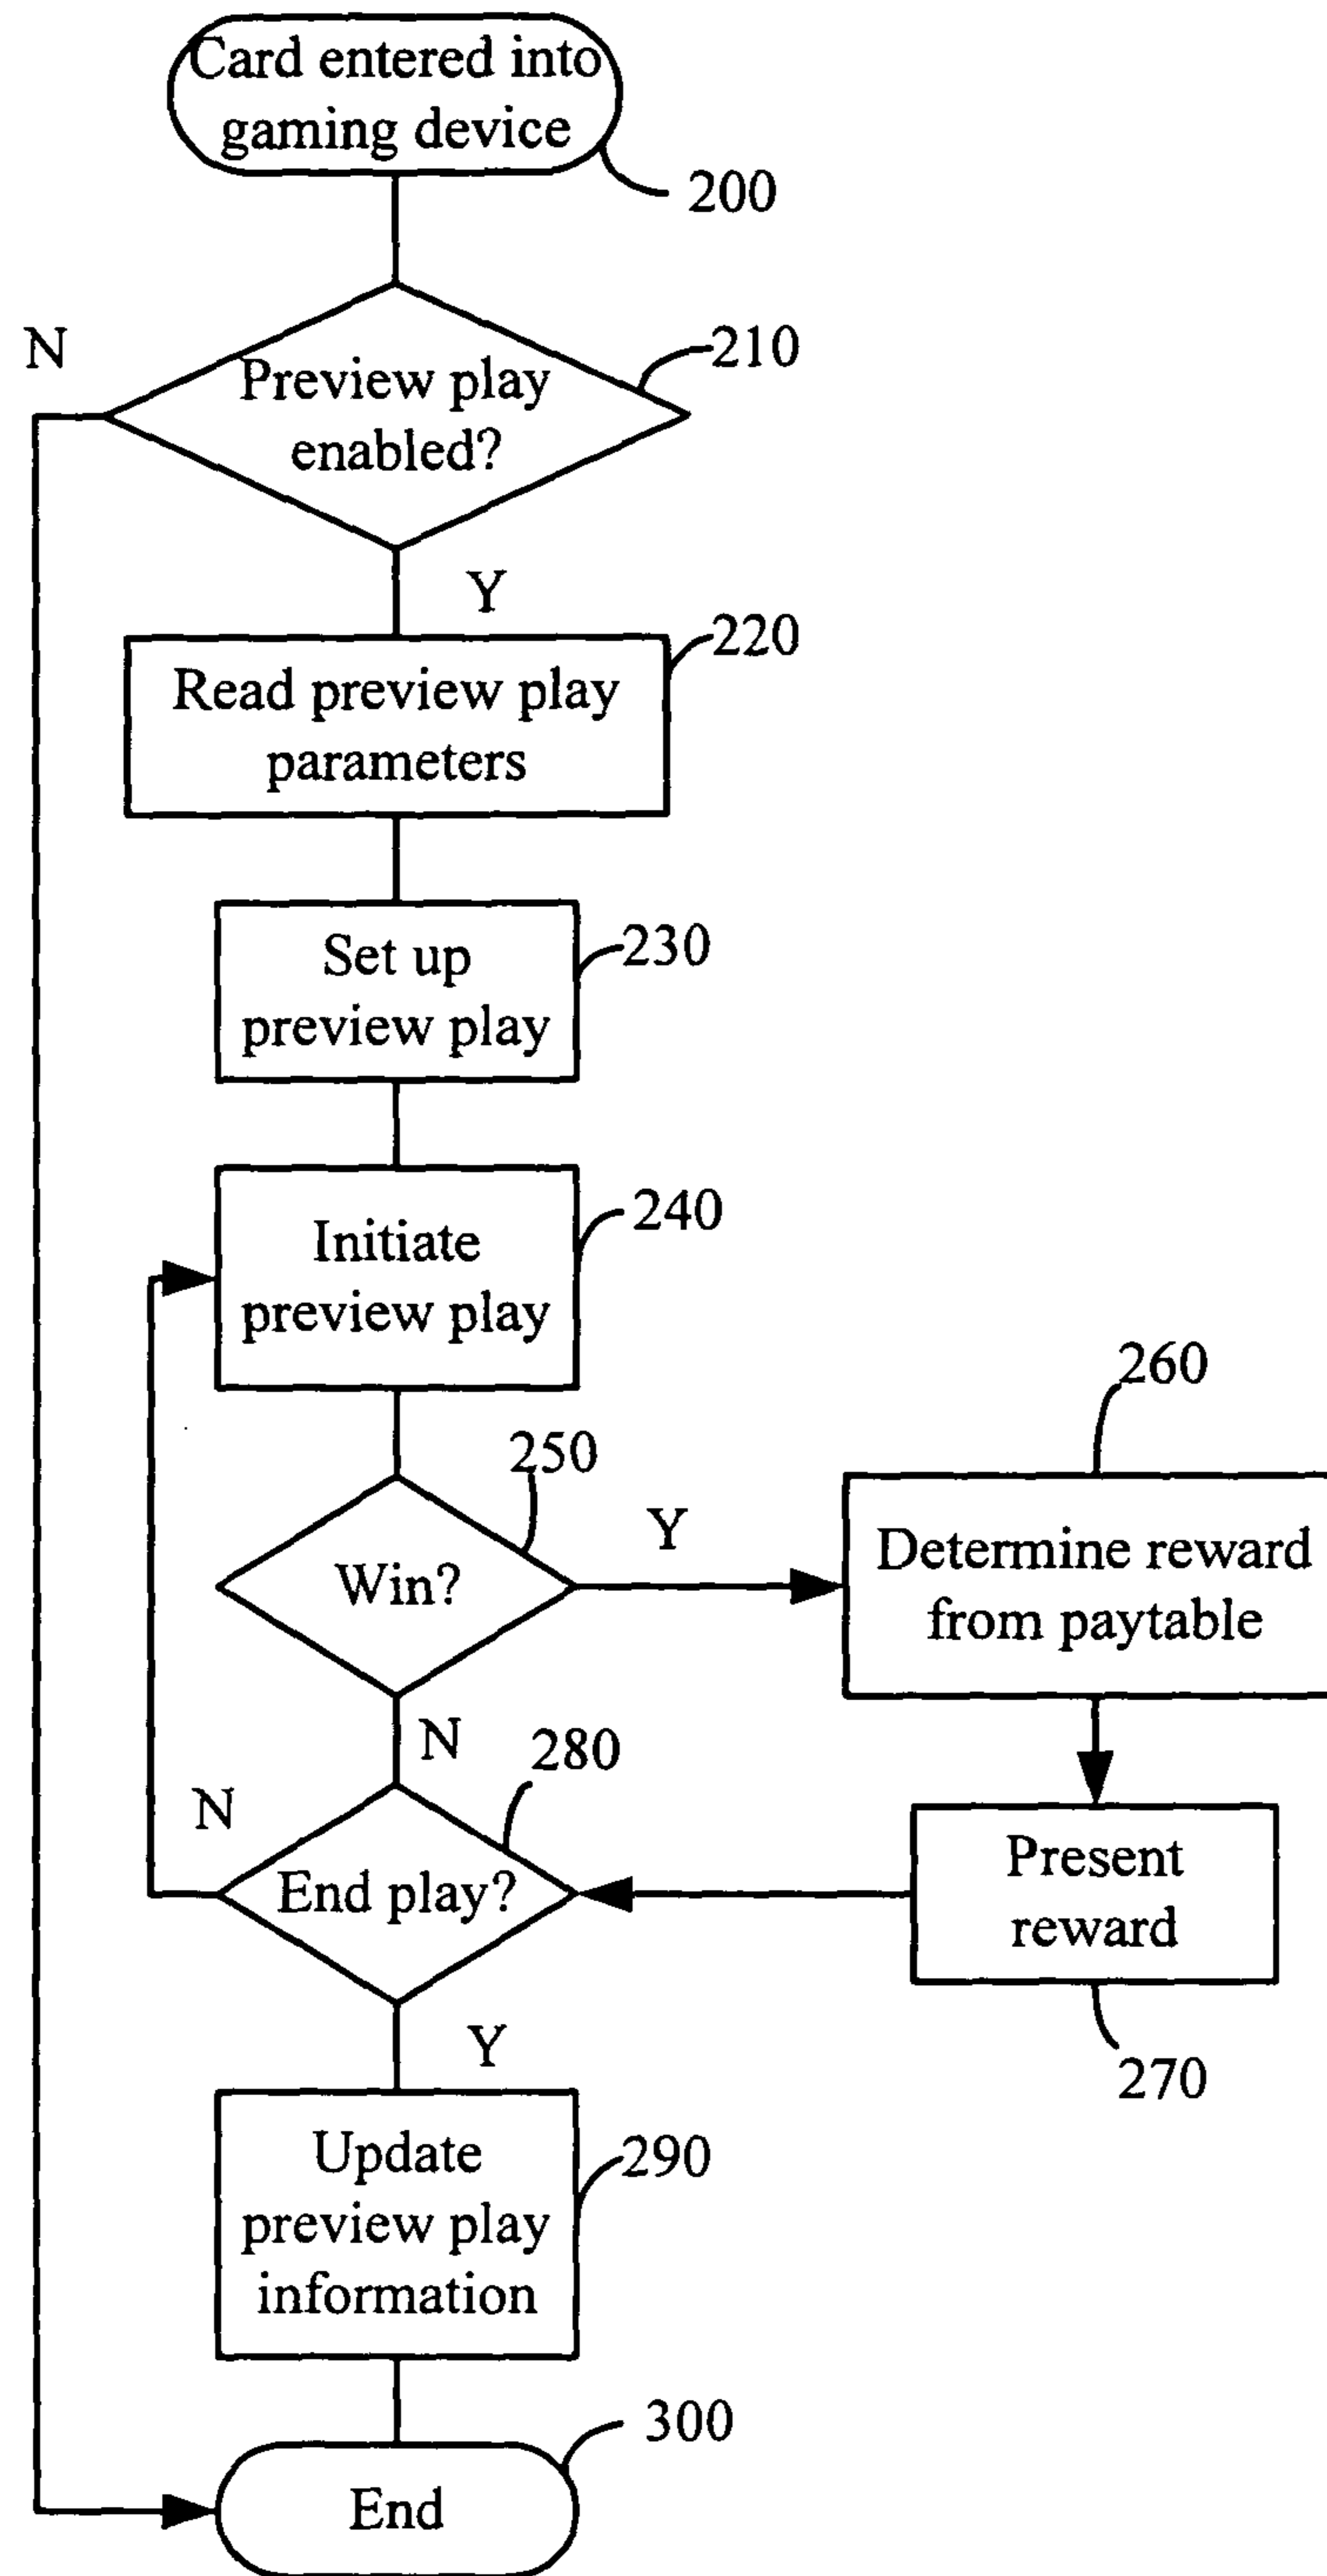 Card entered into
gaming device
200
N
210
Preview play
enabled?
Y
220
Read preview play
parameters
230
Set up
preview play
240
Initiate
preview play
260
250
Y
Determine reward
from paytable
Win?
N
280
N
End play?
Present
reward
Y
270
Update
preview play
information
290
300
End